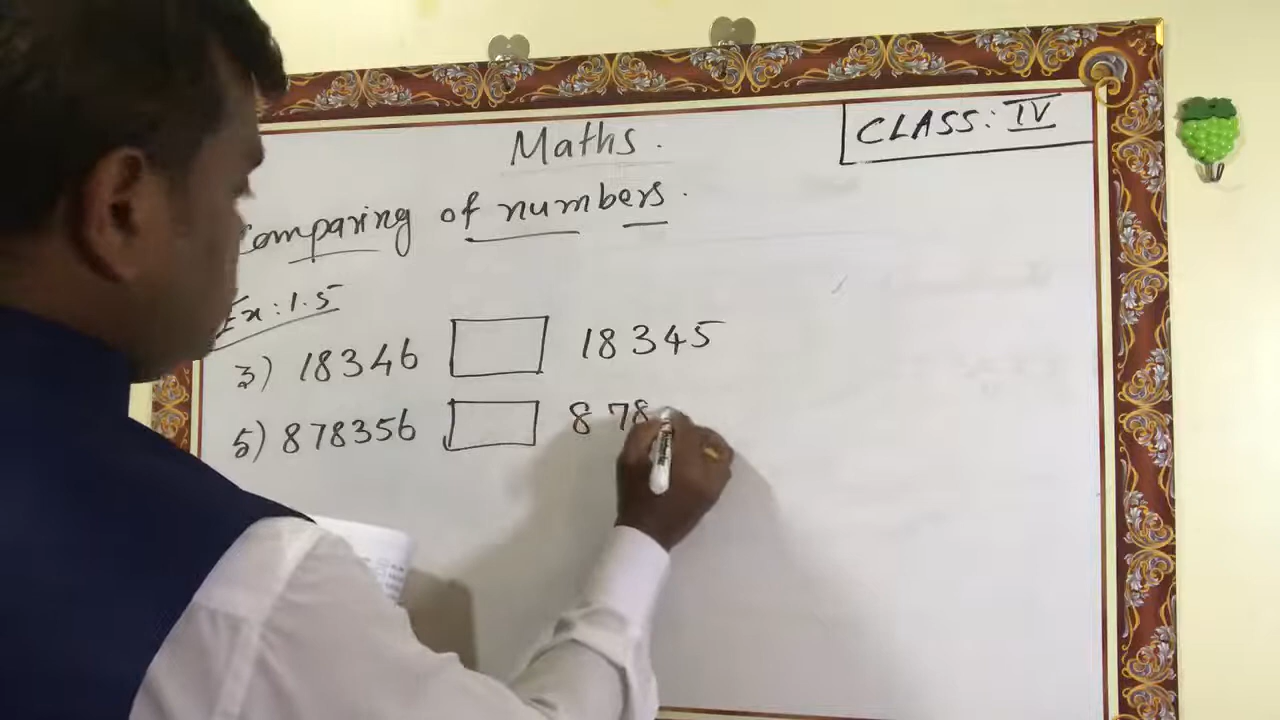 Maths.
CLASS: IV
Comparing of numbers.
Ex: 1.5
3) 18346 18345
5) 878356 878